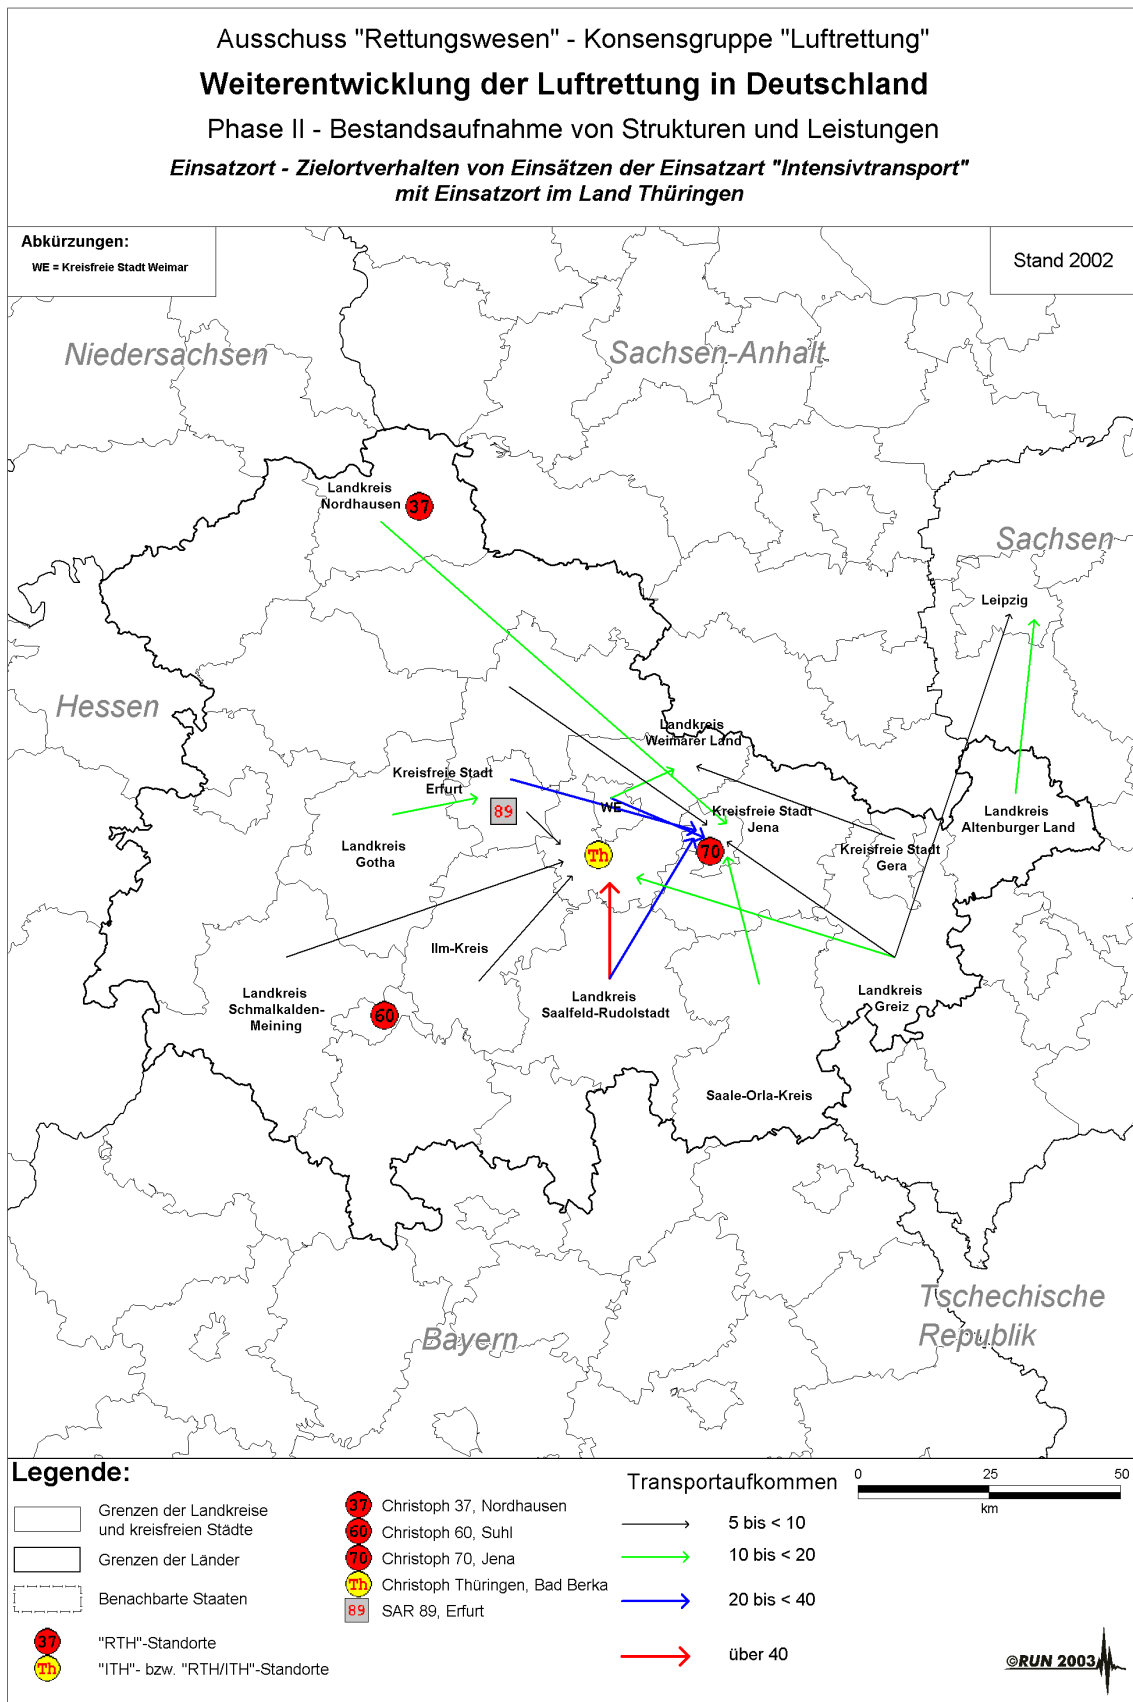 Ausschuss "Rettungswesen" - Konsensgruppe "Luftrettung"
Weiterentwicklung der Luftrettung in Deutschland
Phase II - Bestandsaufnahme von Strukturen und Leistungen
Einsatzort - Zielortverhalten von Einsätzen der Einsatzart "Intensivtransport"
mit Einsatzort im Land Thüringen
Abkürzungen:
WE = Kreisfreie Stadt Weimar
Stand 2002
Niedersachsen
Sachsen-Anhalt
Landkreis
Nordhausen
37
Sachsen
Leipzig
Hessen
Landkreis
Weimarer Land
Kreisfreie Stadt
Erfurt
89
WE
Kreisfreie Stadt
Jena
Landkreis
Altenburger Land
Landkreis
Gotha
Th
70
Kreisfreie Stadt
Gera
Ilm-Kreis
Landkreis
Schmalkalden-
Meining
60
Landkreis
Saalfeld-Rudolstadt
Landkreis
Greiz
Saale-Orla-Kreis
Bayern
Tschechische
Republik
Legende:
Grenzen der Landkreise
und kreisfreien Städte
Grenzen der Länder
Benachbarte Staaten
37 "RTH"-Standorte
Th "ITH"- bzw. "RTH/ITH"-Standorte
37 Christoph 37, Nordhausen
60 Christoph 60, Suhl
70 Christoph 70, Jena
Th Christoph Thüringen, Bad Berka
89 SAR 89, Erfurt
Transportaufkommen
5 bis < 10
10 bis < 20
20 bis < 40
über 40
0 25 50
km
©RUN 2003